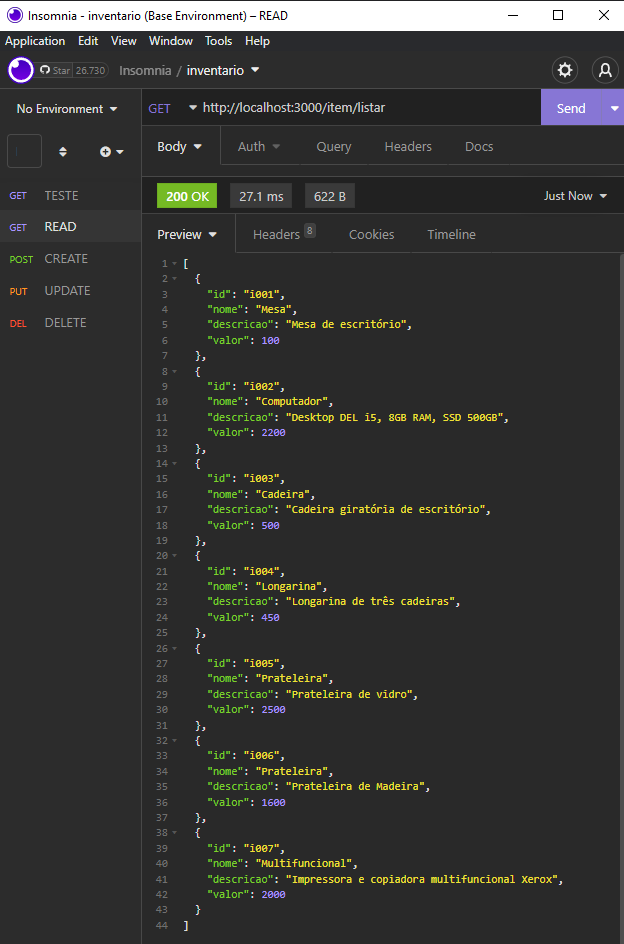 Insomnia - inventario (Base Environment) – READ
Application Edit View Window Tools Help
Star 26.730 Insomnia / inventario
No Environment GET http://localhost:3000/item/listar Send
Body Auth Query Headers Docs
200 OK 27.1 ms 622 B Just Now
GET TESTE
GET READ
POST CREATE
PUT UPDATE
DEL DELETE
Preview Headers 8 Cookies Timeline
1 [
2 {
3 "id": "i001",
4 "nome": "Mesa",
5 "descricao": "Mesa de escritório",
6 "valor": 100
7 },
8 {
9 "id": "i002",
10 "nome": "Computador",
11 "descricao": "Desktop DEL i5, 8GB RAM, SSD 500GB",
12 "valor": 2200
13 },
14 {
15 "id": "i003",
16 "nome": "Cadeira",
17 "descricao": "Cadeira giratória de escritório",
18 "valor": 500
19 },
20 {
21 "id": "i004",
22 "nome": "Longarina",
23 "descricao": "Longarina de três cadeiras",
24 "valor": 450
25 },
26 {
27 "id": "i005",
28 "nome": "Prateleira",
29 "descricao": "Prateleira de vidro",
30 "valor": 2500
31 },
32 {
33 "id": "i006",
34 "nome": "Prateleira",
35 "descricao": "Prateleira de Madeira",
36 "valor": 1600
37 },
38 {
39 "id": "i007",
40 "nome": "Multifuncional",
41 "descricao": "Impressora e copiadora multifuncional Xerox",
42 "valor": 2000
43 }
44 ]